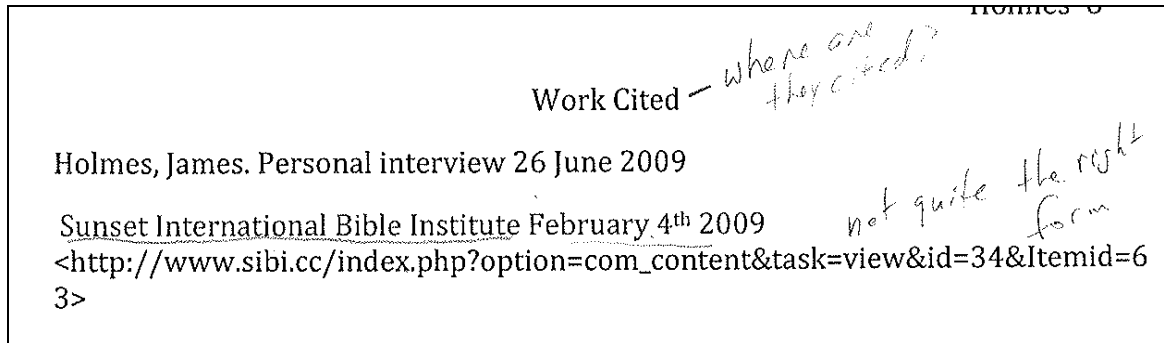 Holmes 8
Work Cited – where are
they cited?
Holmes, James. Personal interview 26 June 2009
Sunset International Bible Institute February 4th 2009
not quite the right
form
<http://www.sibi.cc/index.php?option=com_content&task=view&id=34&Itemid=6
3>